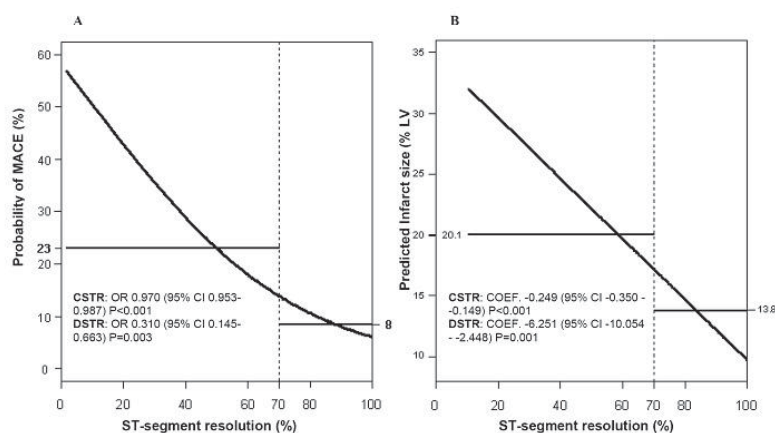 A
Probability of MACE (%)
60
50
40
30
23
20
10
0
CSTR: OR 0.970 (95% CI 0.953-
0.987) P<0.001
DSTR: OR 0.310 (95% CI 0.145-
0.663) P=0.003
8
0 20 40 60 70 80 100
ST-segment resolution (%)
B
Predicted Infarct size (% LV
35
30
25
20
20.1
15
10
CSTR: COEF. -0.249 (95% CI -0.350 -
-0.149) P<0.001
DSTR: COEF. -6.251 (95% CI -10.054
- -2.448) P=0.001
13.8
0 20 40 60 70 80 100
ST-segment resolution (%)